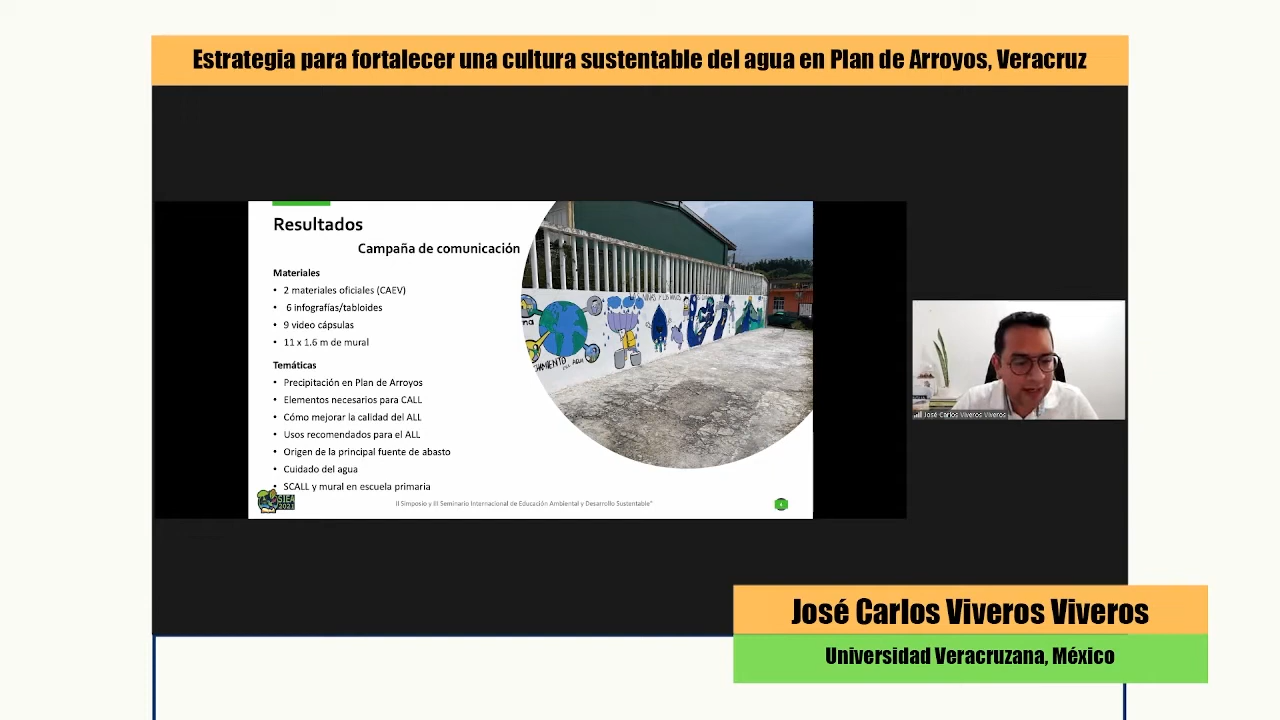 Estrategia para fortalecer una cultura sustentable del agua en Plan de Arroyos, Veracruz
Resultados
Campaña de comunicación
Materiales
• 2 materiales oficiales (CAEV)
• 6 infografías/tabloides
• 9 video cápsulas
• 11 x 1.6 m de mural
Temáticas
• Precipitación en Plan de Arroyos
• Elementos necesarios para CALL
• Cómo mejorar la calidad del ALL
• Usos recomendados para el ALL
• Origen de la principal fuente de abasto
• Cuidado del agua
• SCALL y mural en escuela primaria
SIEA
2021
II Simposio y III Seminario Internacional de Educación Ambiental y Desarrollo Sustentable"
José Carlos Viveros Viveros
José Carlos Viveros Viveros
Universidad Veracruzana, México